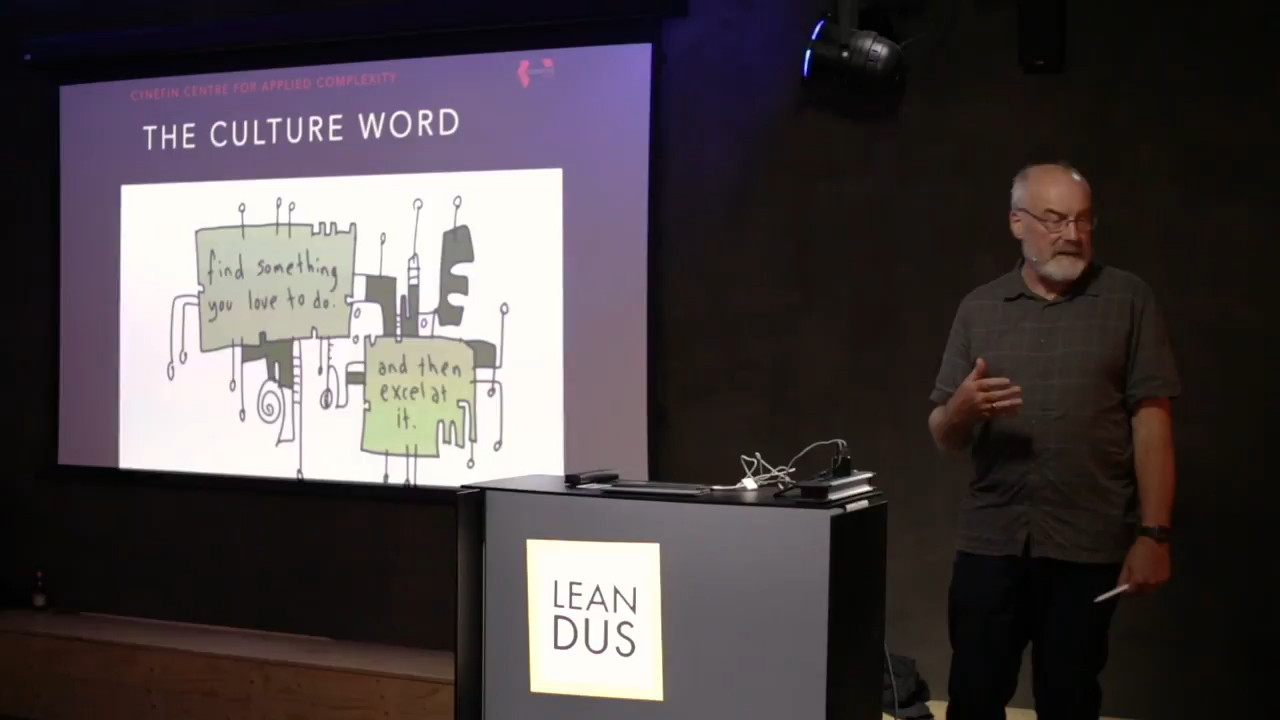 CYNEFIN CENTRE FOR APPLIED COMPLEXITY
THE CULTURE WORD
find something
you love to do.
and then
excel at
it.
LEAN
DUS